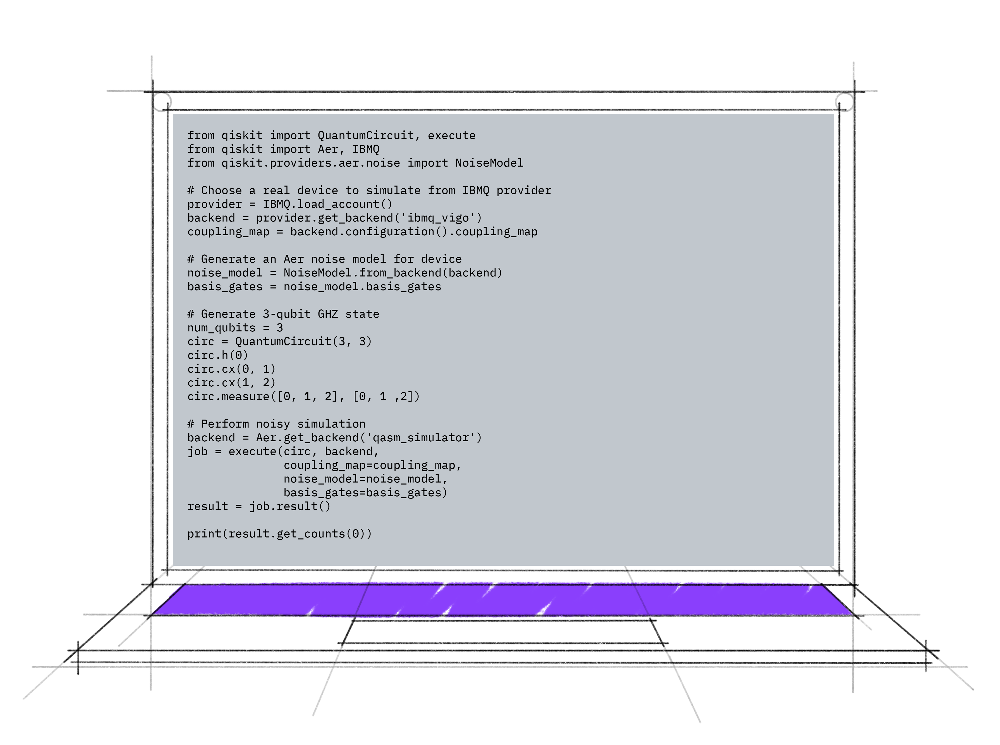 from qiskit import QuantumCircuit, execute
from qiskit import Aer, IBMQ
from qiskit.providers.aer.noise import NoiseModel

# Choose a real device to simulate from IBMQ provider
provider = IBMQ.load_account()
backend = provider.get_backend('ibmq_vigo')
coupling_map = backend.configuration().coupling_map

# Generate an Aer noise model for device
noise_model = NoiseModel.from_backend(backend)
basis_gates = noise_model.basis_gates

# Generate 3-qubit GHZ state
num_qubits = 3
circ = QuantumCircuit(3, 3)
circ.h(0)
circ.cx(0, 1)
circ.cx(1, 2)
circ.measure([0, 1, 2], [0, 1 ,2])

# Perform noisy simulation
backend = Aer.get_backend('qasm_simulator')
job = execute(circ, backend,
              coupling_map=coupling_map,
              noise_model=noise_model,
              basis_gates=basis_gates)
result = job.result()

print(result.get_counts(0))